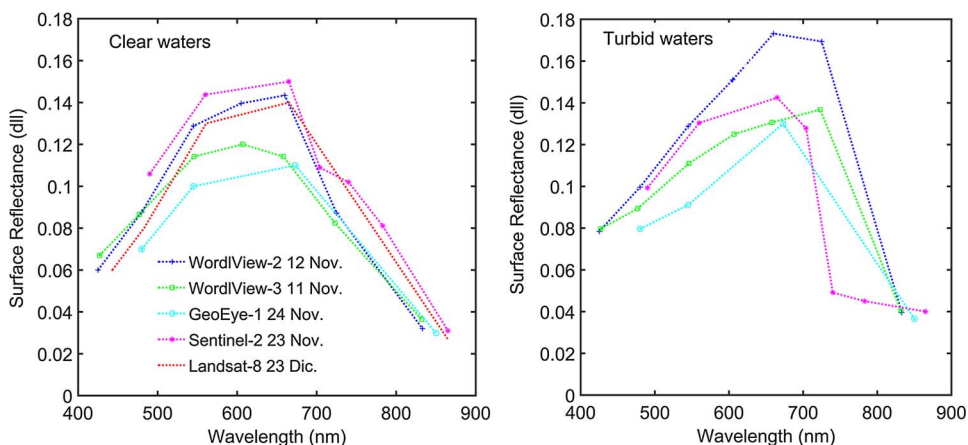 Clear waters
0.18
0.16
0.14
0.12
0.1
0.08
0.06
0.04
0.02
0
Surface Reflectance (dll)
WordlView-2 12 Nov.
WordlView-3 11 Nov.
GeoEye-1 24 Nov.
Sentinel-2 23 Nov.
Landsat-8 23 Dic.
400 500 600 700 800 900
Wavelength (nm)
Turbid waters
0.18
0.16
0.14
0.12
0.1
0.08
0.06
0.04
0.02
0
Surface Reflectance (dll)
400 500 600 700 800 900
Wavelength (nm)